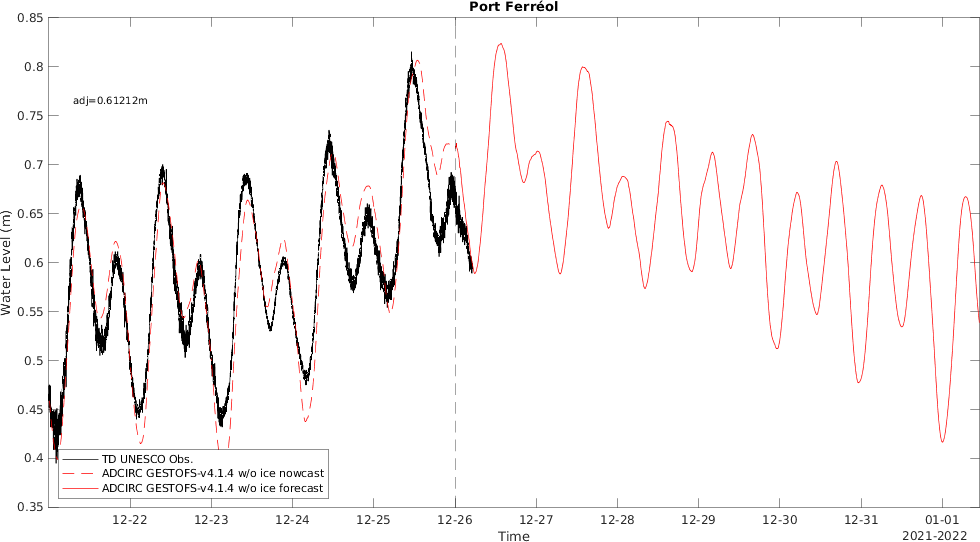 Port Ferréol
0.85
0.8
0.75
0.7
0.65
0.6
0.55
0.5
0.45
0.4
0.35
Water Level (m)
adj=0.61212m
TD UNESCO Obs.
ADCIRC GESTOFS-v4.1.4 w/o ice nowcast
ADCIRC GESTOFS-v4.1.4 w/o ice forecast
12-22 12-23 12-24 12-25 12-26 12-27 12-28 12-29 12-30 12-31 01-01
Time
2021-2022